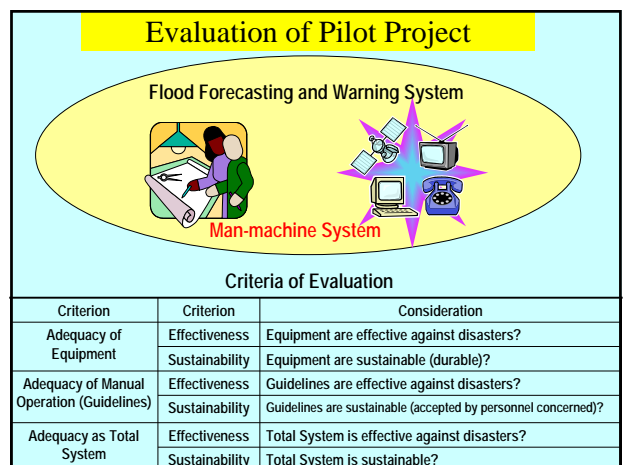 Evaluation of Pilot Project
Flood Forecasting and Warning System
Man-machine System
Criteria of Evaluation
Criterion Criterion Consideration
Adequacy of Equipment Effectiveness Equipment are effective against disasters?
Sustainability Equipment are sustainable (durable)?
Adequacy of Manual Operation (Guidelines) Effectiveness Guidelines are effective against disasters?
Sustainability Guidelines are sustainable (accepted by personnel concerned)?
Adequacy as Total System Effectiveness Total System is effective against disasters?
Sustainability Total System is sustainable?